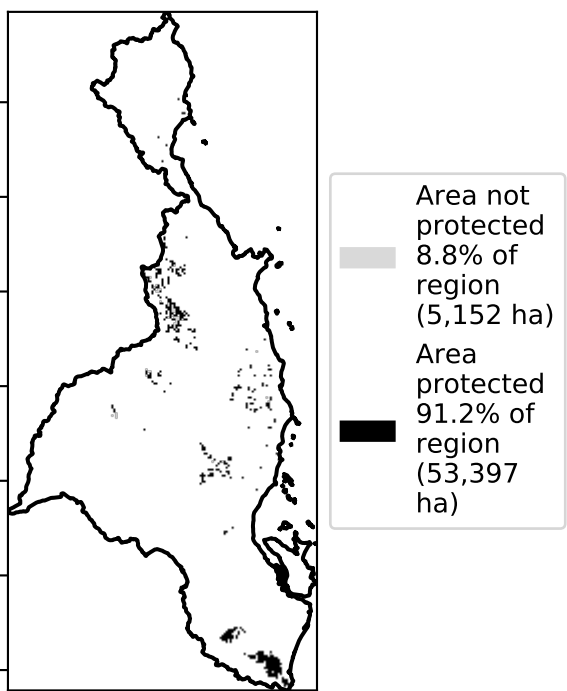 Area not
protected
8.8% of
region
(5,152 ha)
Area
protected
91.2% of
region
(53,397
ha)